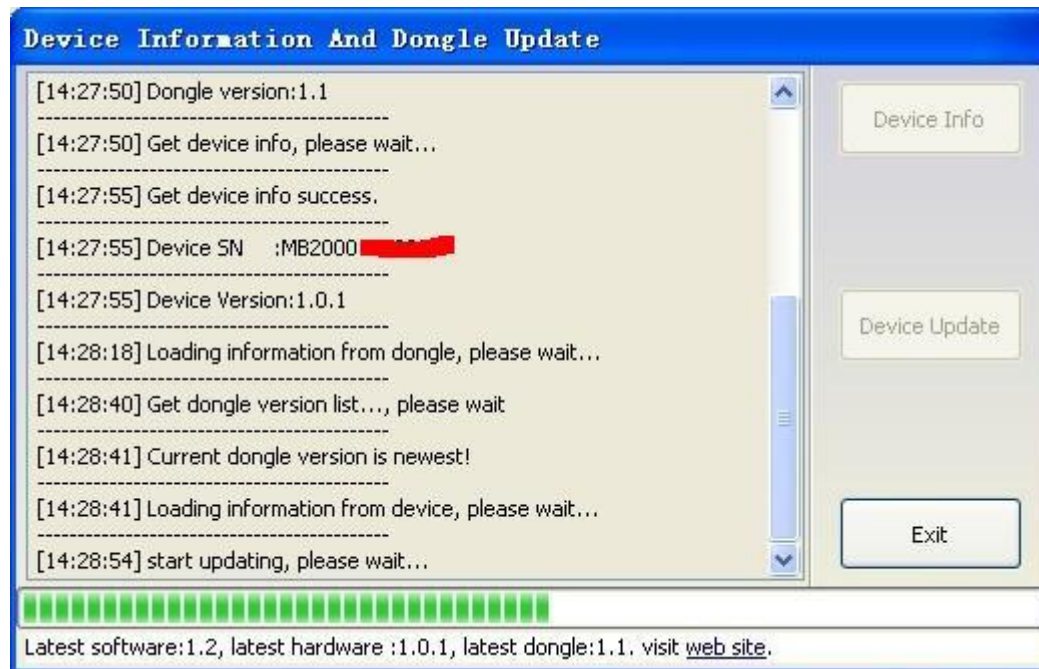 Device Information And Dongle Update
[14:27:50] Dongle version:1.1
-------------------------------------------
[14:27:50] Get device info, please wait...
-------------------------------------------
[14:27:55] Get device info success.
-------------------------------------------
[14:27:55] Device SN :MB2000
-------------------------------------------
[14:27:55] Device Version:1.0.1
-------------------------------------------
[14:28:18] Loading information from dongle, please wait...
-------------------------------------------
[14:28:40] Get dongle version list..., please wait
-------------------------------------------
[14:28:41] Current dongle version is newest!
-------------------------------------------
[14:28:41] Loading information from device, please wait...
-------------------------------------------
[14:28:54] start updating, please wait...
Device Info
Device Update
Exit
Latest software:1.2, latest hardware :1.0.1, latest dongle:1.1. visit web site.